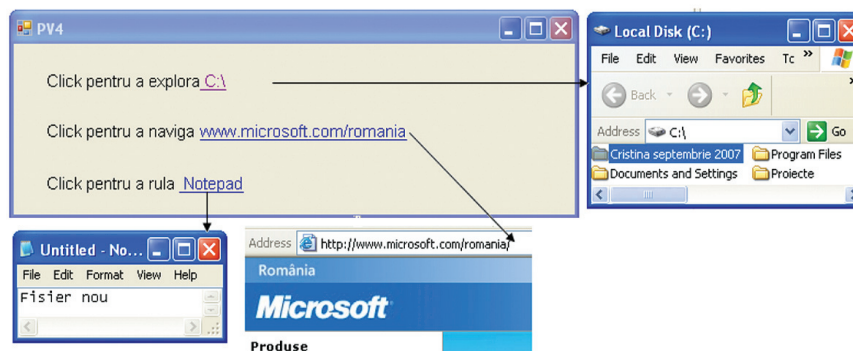 PV4
Click pentru a explora C:\
Click pentru a naviga www.microsoft.com/romania
Click pentru a rula Notepad
Local Disk (C:)
File Edit View Favorites Tc »
Back
Address C:\ Go
Cristina septembrie 2007 Program Files
Documents and Settings Proiecte
Untitled - No...
File Edit Format View Help
Fisier nou
Address http://www.microsoft.com/romania/
România
Microsoft
Produse